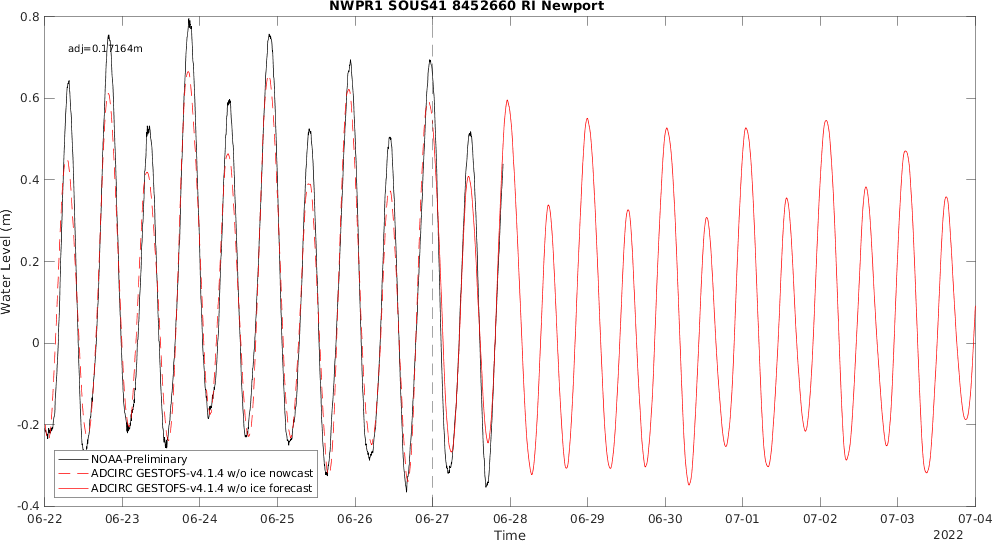 NWPR1 SOUS41 8452660 RI Newport
adj=0.17164m
0.8
0.6
0.4
0.2
0
-0.2
-0.4
Water Level (m)
NOAA-Preliminary
ADCIRC GESTOFS-v4.1.4 w/o ice nowcast
ADCIRC GESTOFS-v4.1.4 w/o ice forecast
06-22 06-23 06-24 06-25 06-26 06-27 06-28 06-29 06-30 07-01 07-02 07-03 07-04
Time
2022